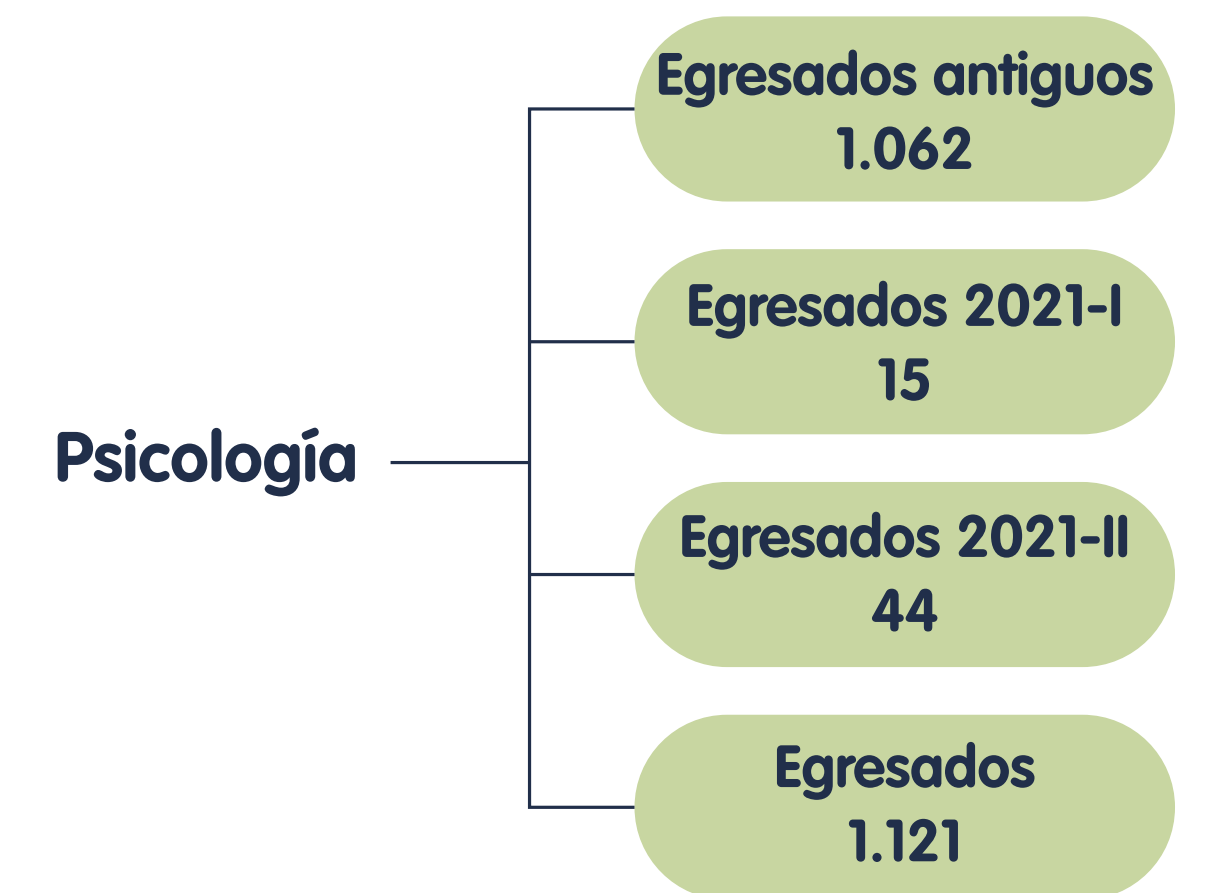 Psicología
Egresados antiguos
1.062
Egresados 2021-I
15
Egresados 2021-II
44
Egresados
1.121